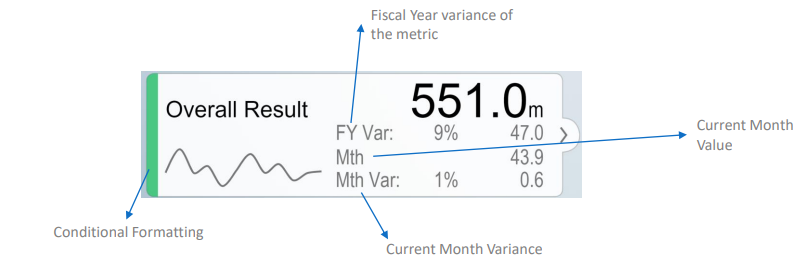 Fiscal Year variance of
the metric
Overall Result
551.0m
FY Var: 9% 47.0
Mth 43.9
Mth Var: 1% 0.6
Current Month
Value
Conditional Formatting
Current Month Variance